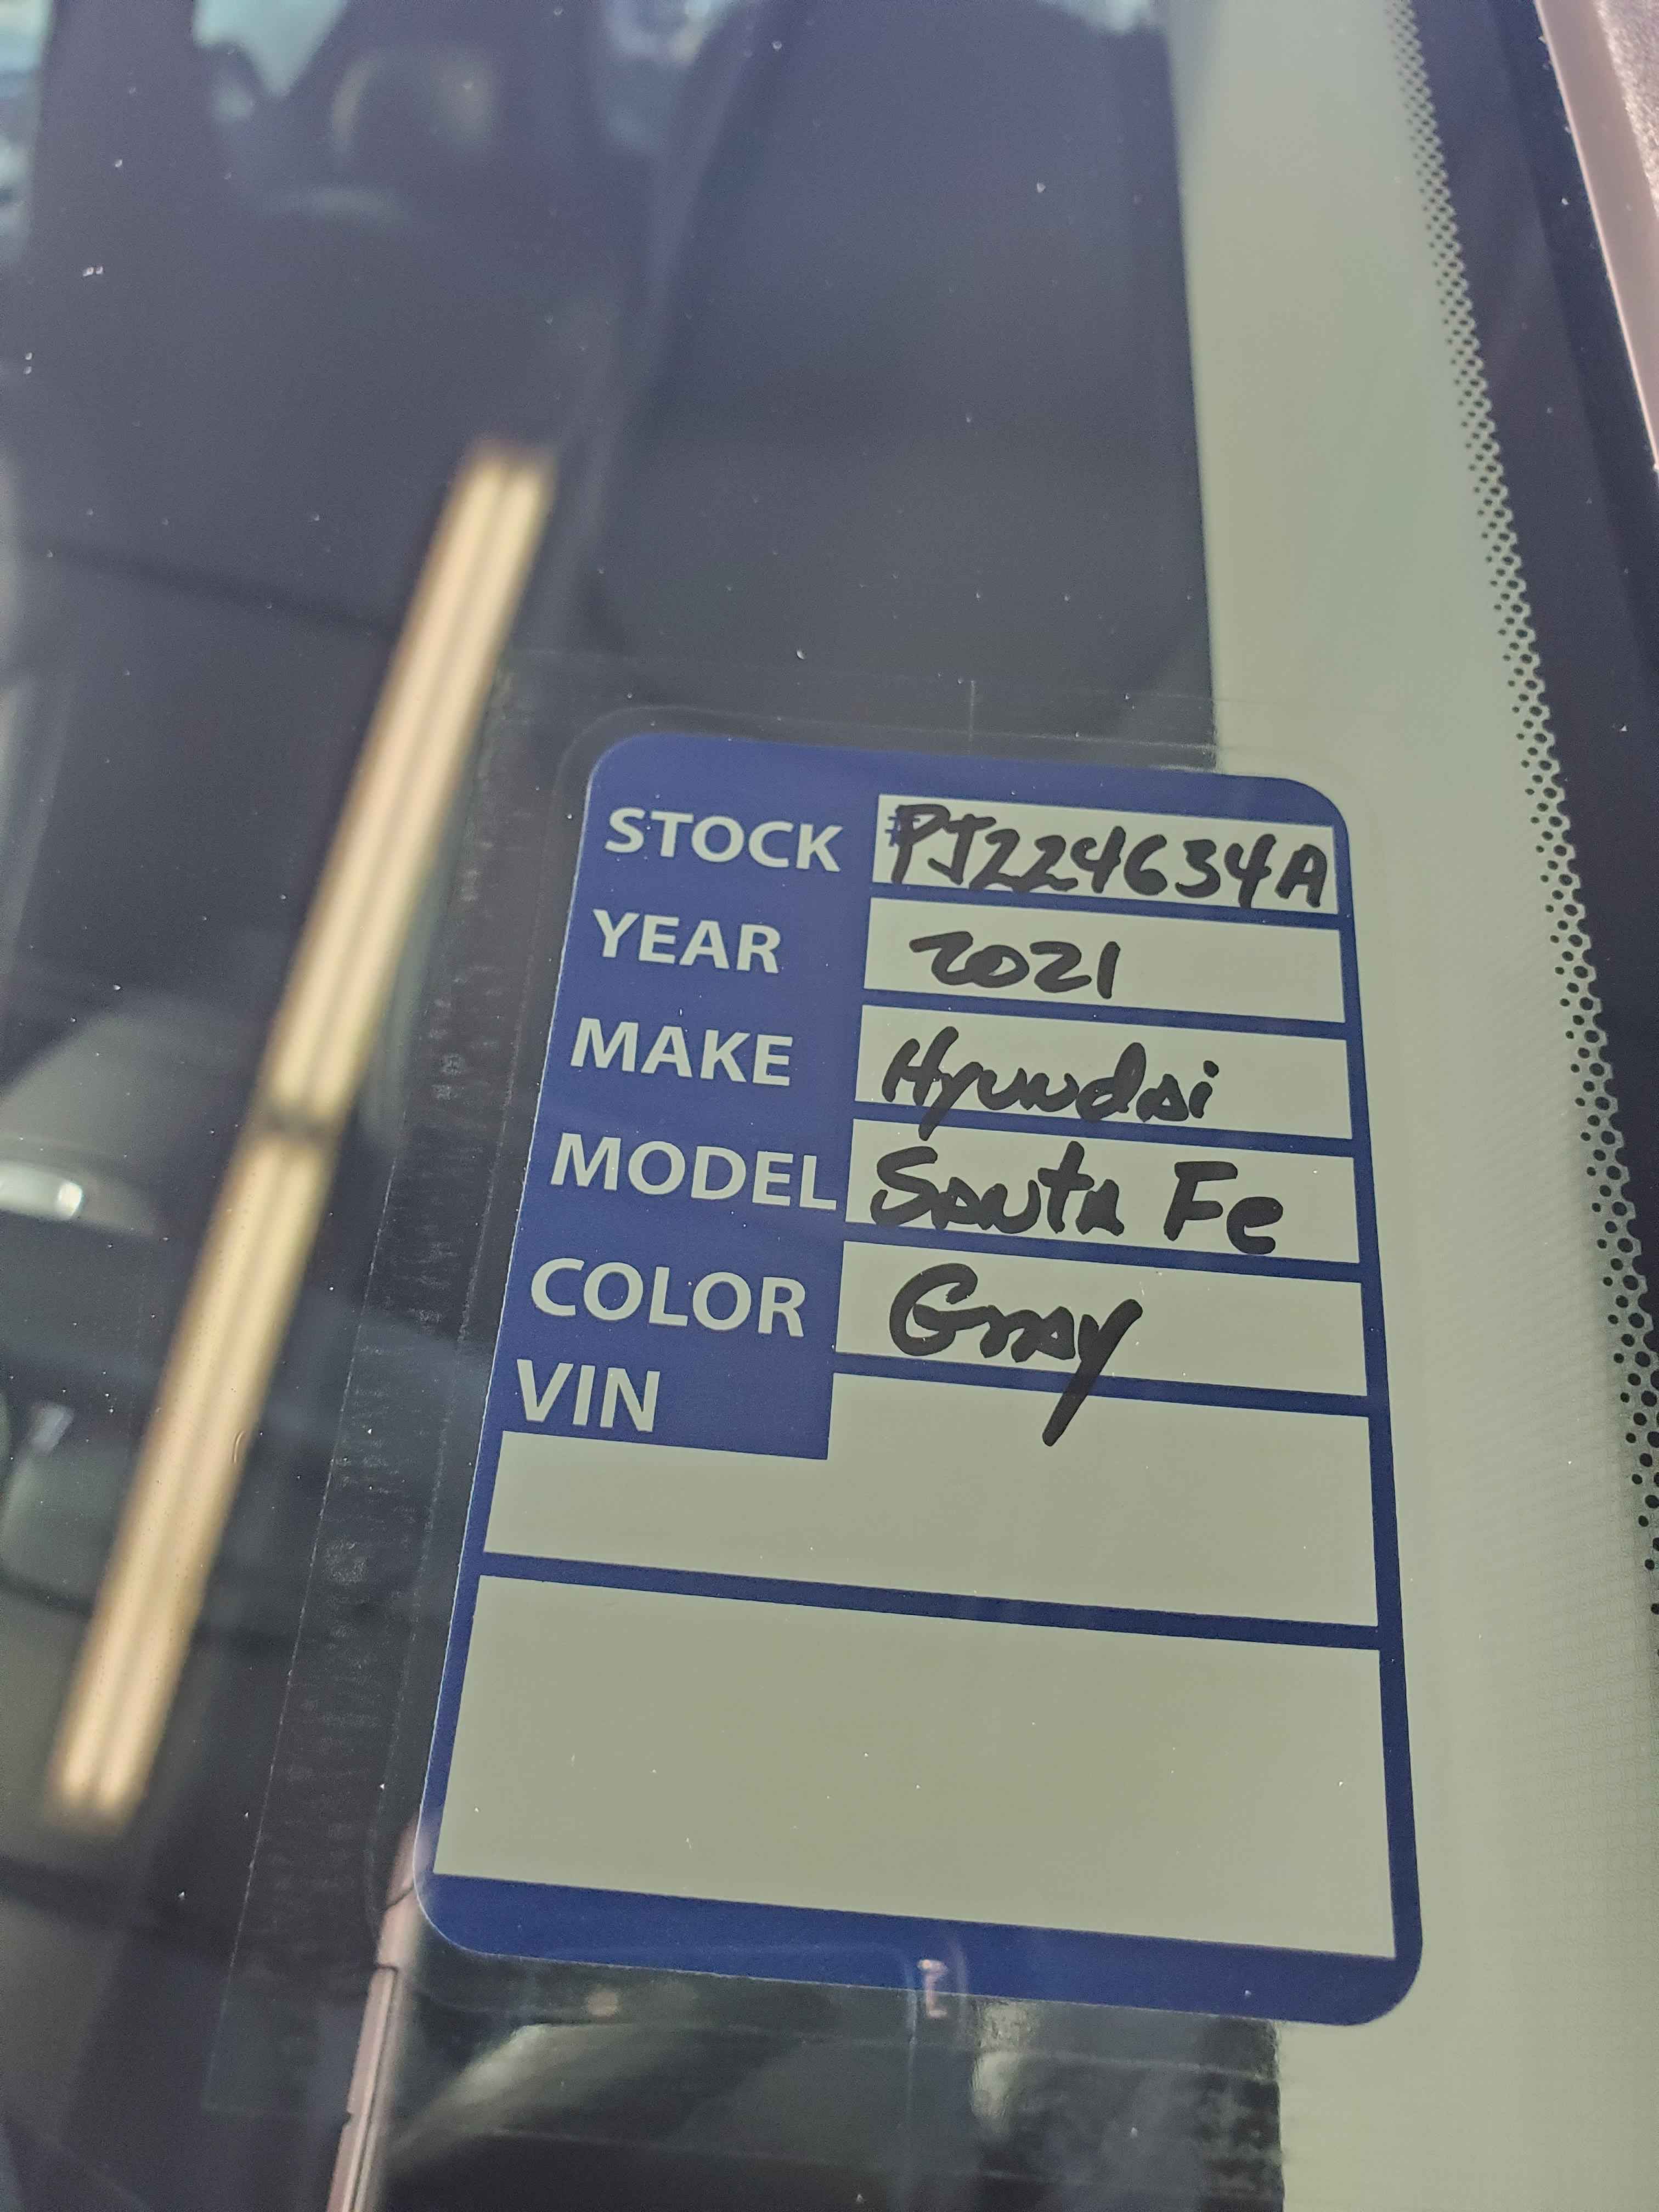 STOCK #PJ224634A
YEAR 2021
MAKE Hyundai
MODEL Santa Fe
COLOR Gray
VIN